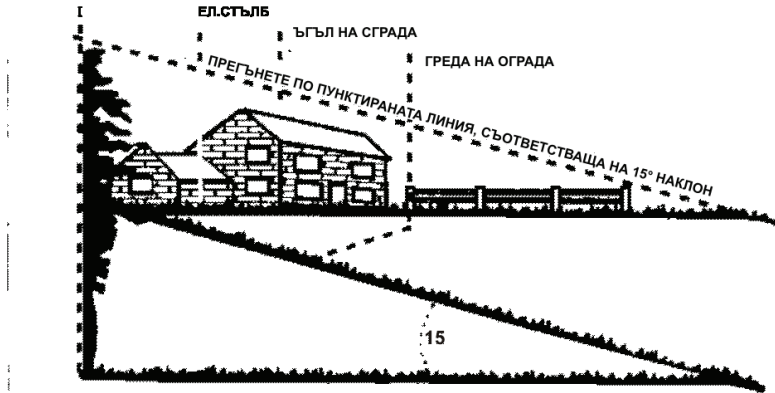 ЕЛ.СТЪЛБ
ЪГЪЛ НА СГРАДА
ГРЕДА НА ОГРАДА
ПРЕГЪНЕТЕ ПО ПУНКТИРАНАТА ЛИНИЯ, СЪОТВЕТСТВАЩА НА 15° НАКЛОН
15